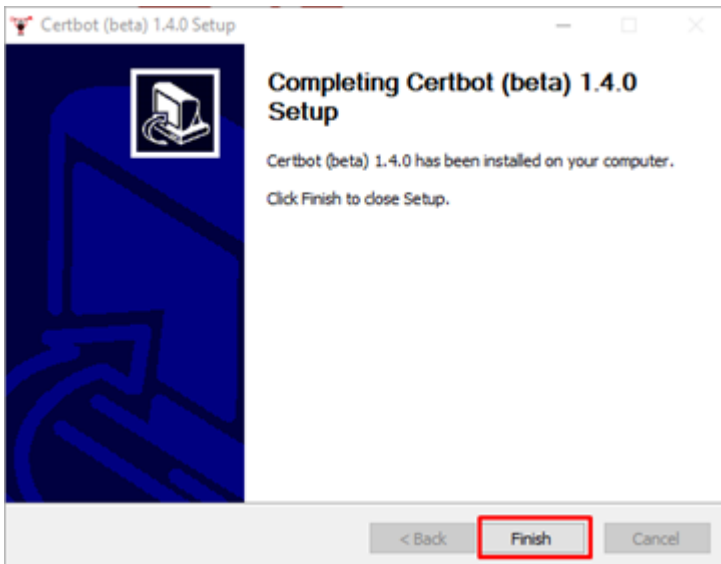 Certbot (beta) 1.4.0 Setup
Completing Certbot (beta) 1.4.0
Setup
Certbot (beta) 1.4.0 has been installed on your computer.
Click Finish to close Setup.
< Back
Finish
Cancel